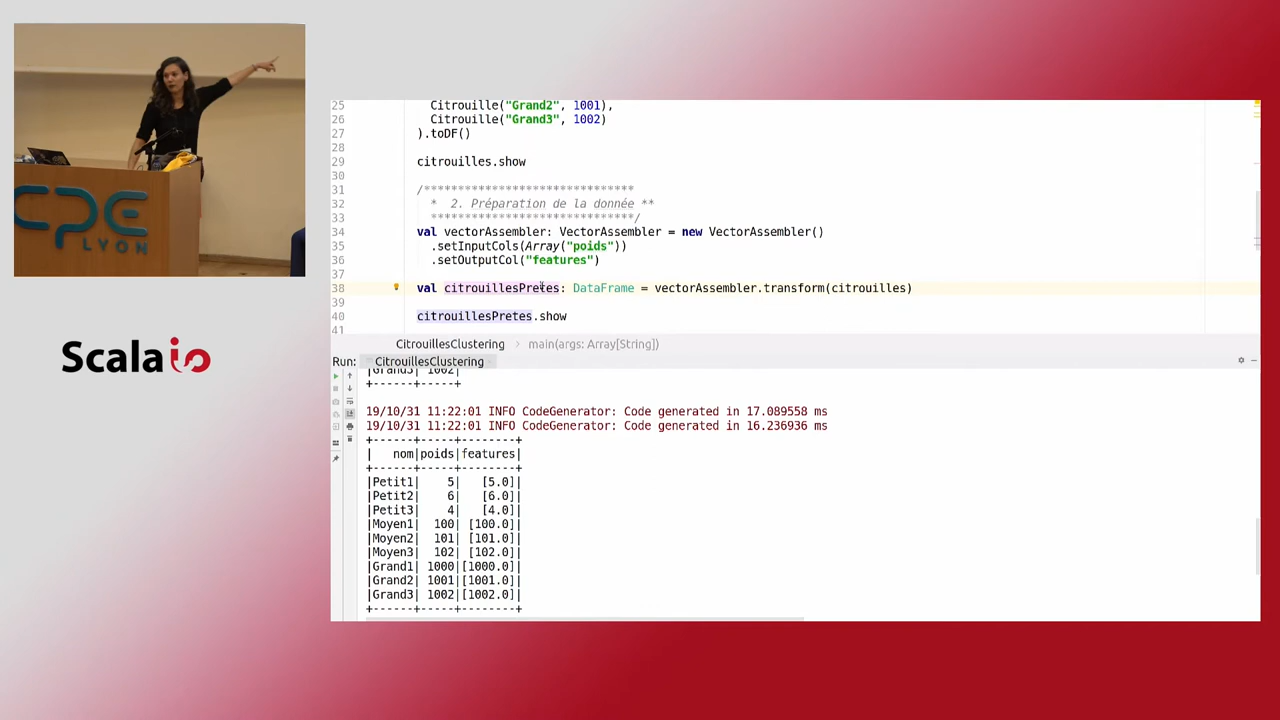 CPE
LYON
Scala io
25 Citrouille("Grand2", 1001),
26 Citrouille("Grand3", 1002)
27 ).toDF()
28
29 citrouilles.show
30
31 /*******************************
32 * 2. Préparation de la donnée **
33 ******************************/
34 val vectorAssembler: VectorAssembler = new VectorAssembler()
35 .setInputCols(Array("poids"))
36 .setOutputCol("features")
37
38 val citrouillesPretes: DataFrame = vectorAssembler.transform(citrouilles)
39
40 citrouillesPretes.show
41
CitrouillesClustering › main(args: Array[String])
Run: CitrouillesClustering
|Grand3| 1002|
+------+-----+
19/10/31 11:22:01 INFO CodeGenerator: Code generated in 17.089558 ms
19/10/31 11:22:01 INFO CodeGenerator: Code generated in 16.236936 ms
+------+-----+--------+
| nom|poids|features|
+------+-----+--------+
|Petit1| 5| [5.0]|
|Petit2| 6| [6.0]|
|Petit3| 4| [4.0]|
|Moyen1| 100| [100.0]|
|Moyen2| 101| [101.0]|
|Moyen3| 102| [102.0]|
|Grand1| 1000|[1000.0]|
|Grand2| 1001|[1001.0]|
|Grand3| 1002|[1002.0]|
+------+-----+--------+